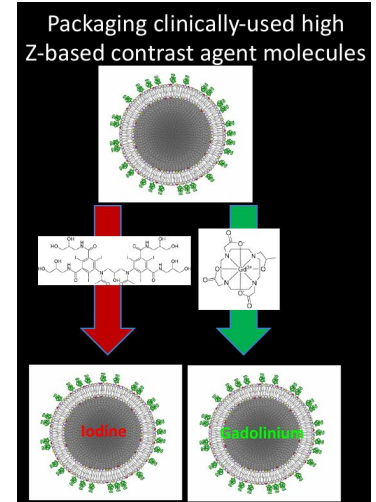 Packaging clinically-used high
Z-based contrast agent molecules
Iodine
Gadolinium